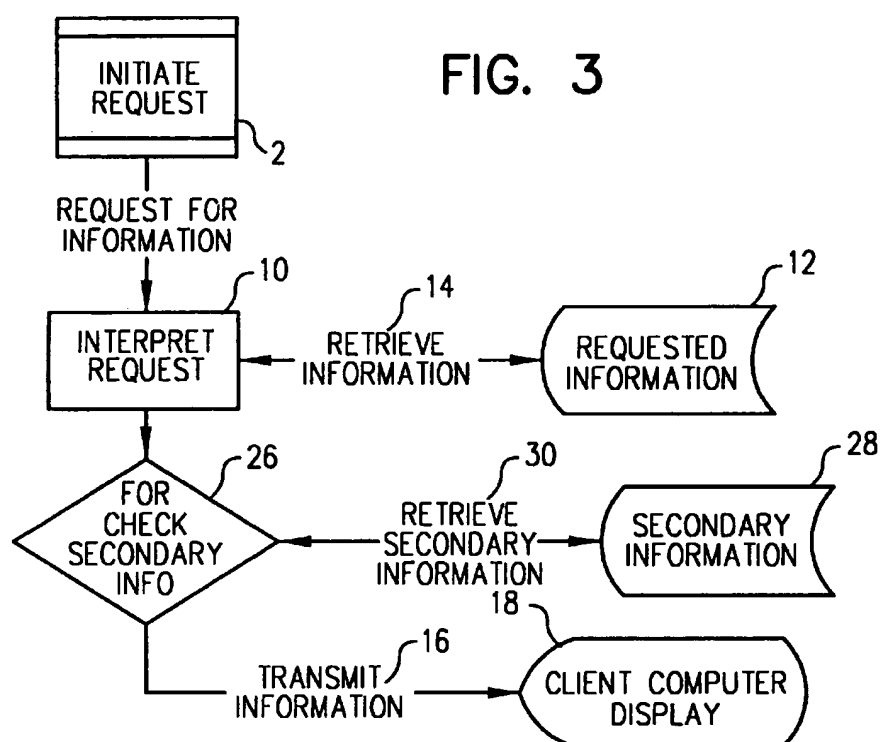 FIG. 3
INITIATE
REQUEST
2
REQUEST FOR
INFORMATION
10
INTERPRET
REQUEST
14
RETRIEVE
INFORMATION
12
REQUESTED
INFORMATION
26
FOR
CHECK
SECONDARY
INFO
30
RETRIEVE
SECONDARY
INFORMATION
28
SECONDARY
INFORMATION
16
TRANSMIT
INFORMATION
18
CLIENT COMPUTER
DISPLAY